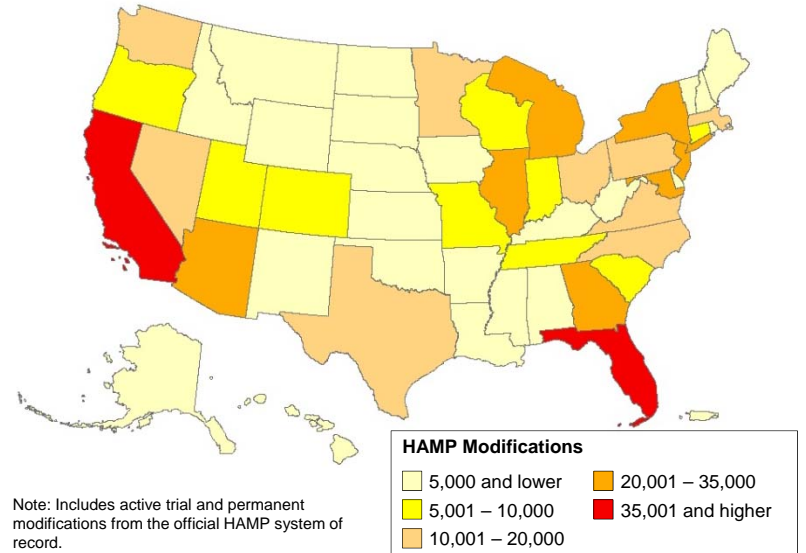 HAMP Modifications
5,000 and lower
20,001 – 35,000
5,001 – 10,000
35,001 and higher
10,001 – 20,000
Note: Includes active trial and permanent
modifications from the official HAMP system of
record.